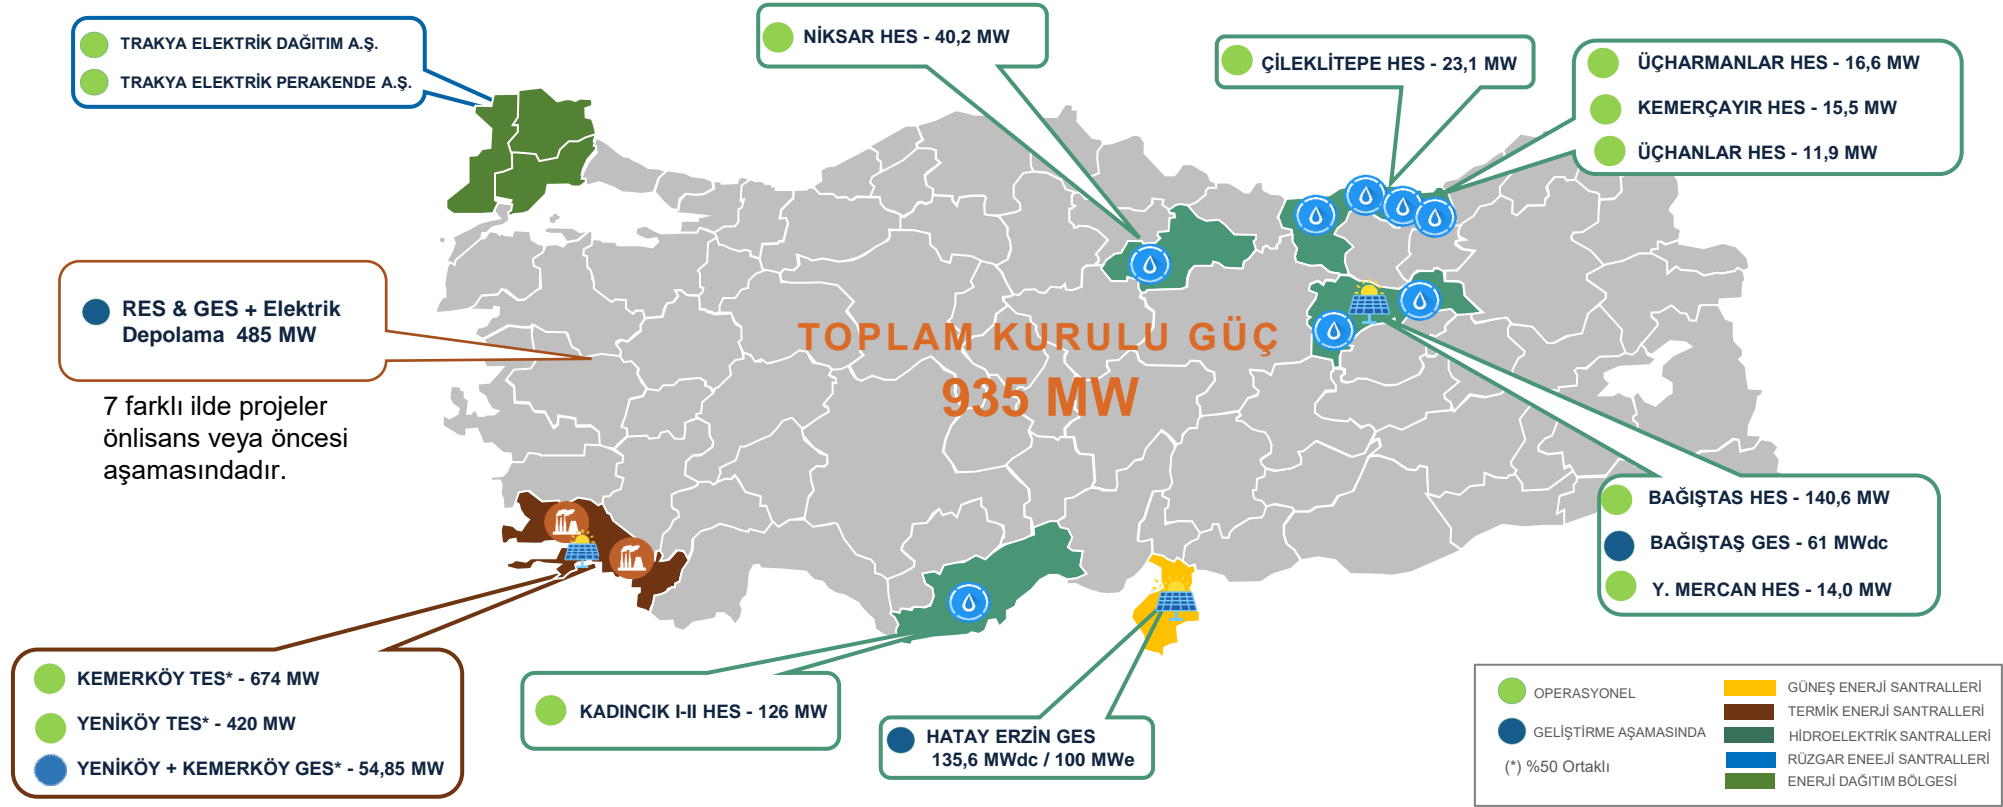 TRAKYA ELEKTRİK DAĞITIM A.Ş.
TRAKYA ELEKTRİK PERAKENDE A.Ş.
NİKSAR HES - 40,2 MW
ÇİLEKLİTEPE HES - 23,1 MW
ÜÇHARMANLAR HES - 16,6 MW
KEMERÇAYIR HES - 15,5 MW
ÜÇHANLAR HES - 11,9 MW
RES & GES + Elektrik
Depolama 485 MW
7 farklı ilde projeler
önlisans veya öncesi
aşamasındadır.
TOPLAM KURULU GÜÇ
935 MW
BAĞIŞTAS HES - 140,6 MW
BAĞIŞTAŞ GES - 61 MWdc
Y. MERCAN HES - 14,0 MW
KEMERKÖY TES* - 674 MW
YENİKÖY TES* - 420 MW
YENİKÖY + KEMERKÖY GES* - 54,85 MW
KADINCIK I-II HES - 126 MW
HATAY ERZİN GES
135,6 MWdc / 100 MWe
OPERASYONEL
GELİŞTİRME AŞAMASINDA
(*) %50 Ortaklı
GÜNEŞ ENERJİ SANTRALLERİ
TERMİK ENERJİ SANTRALLERİ
HİDROELEKTRİK SANTRALLERİ
RÜZGAR ENEEJİ SANTRALLERİ
ENERJİ DAĞITIM BÖLGESİ